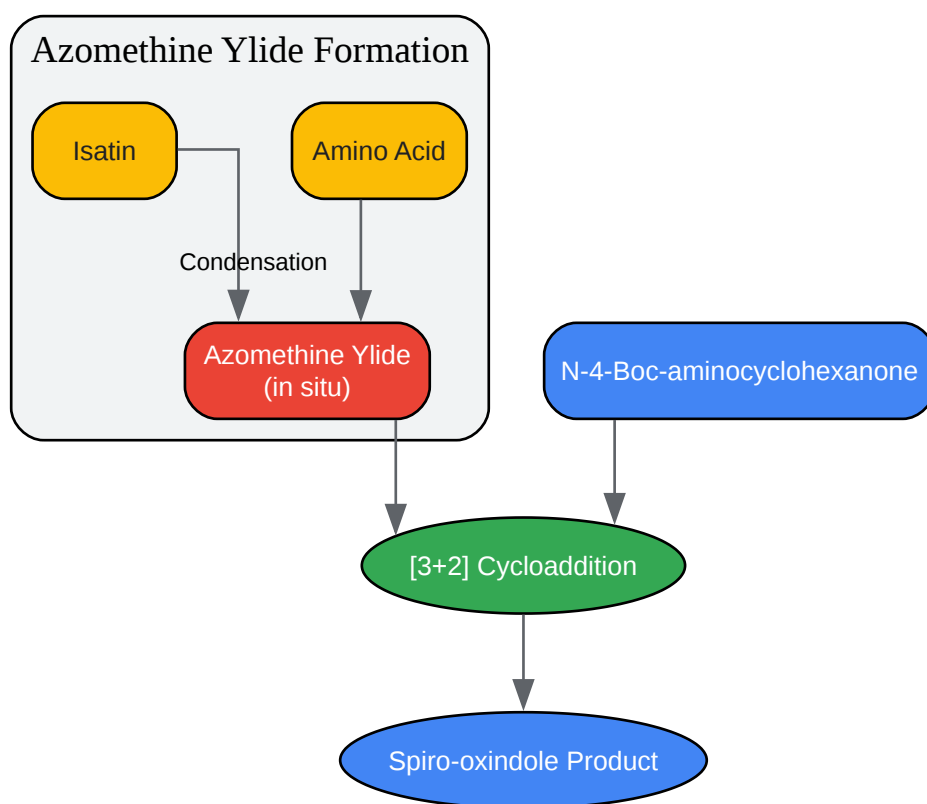 Azomethine Ylide Formation
Isatin
Amino Acid
Condensation
Azomethine Ylide
(in situ)
N-4-Boc-aminocyclohexanone
[3+2] Cycloaddition
Spiro-oxindole Product